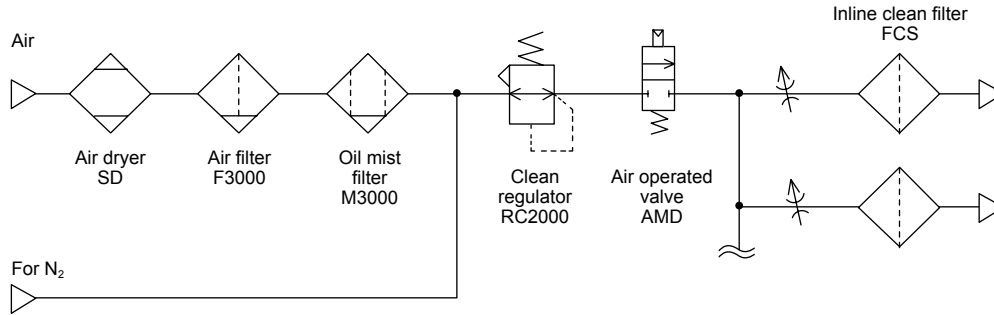 Inline clean filter
FCS
Air
Air dryer
SD
Air filter
F3000
Oil mist
filter
M3000
Clean
regulator
RC2000
Air operated
valve
AMD
For N₂